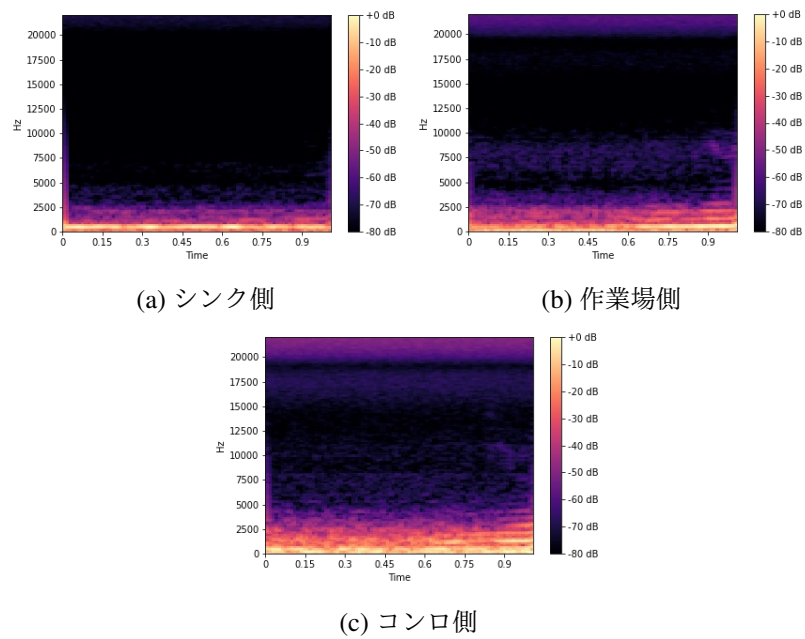 +0 dB
20000
-10 dB
17500
-20 dB
15000
-30 dB
12500
-40 dB
Hz
10000
-50 dB
7500
-60 dB
5000
-70 dB
2500
0
-80 dB
0 0.15 0.3 0.45 0.6 0.75 0.9
Time
(a) シンク側
+0 dB
20000
-10 dB
17500
-20 dB
15000
-30 dB
12500
-40 dB
Hz
10000
-50 dB
7500
-60 dB
5000
-70 dB
2500
0
-80 dB
0 0.15 0.3 0.45 0.6 0.75 0.9
Time
(b) 作業場側
+0 dB
20000
-10 dB
17500
-20 dB
15000
-30 dB
12500
-40 dB
Hz
10000
-50 dB
7500
-60 dB
5000
-70 dB
2500
0
-80 dB
0 0.15 0.3 0.45 0.6 0.75 0.9
Time
(c) コンロ側